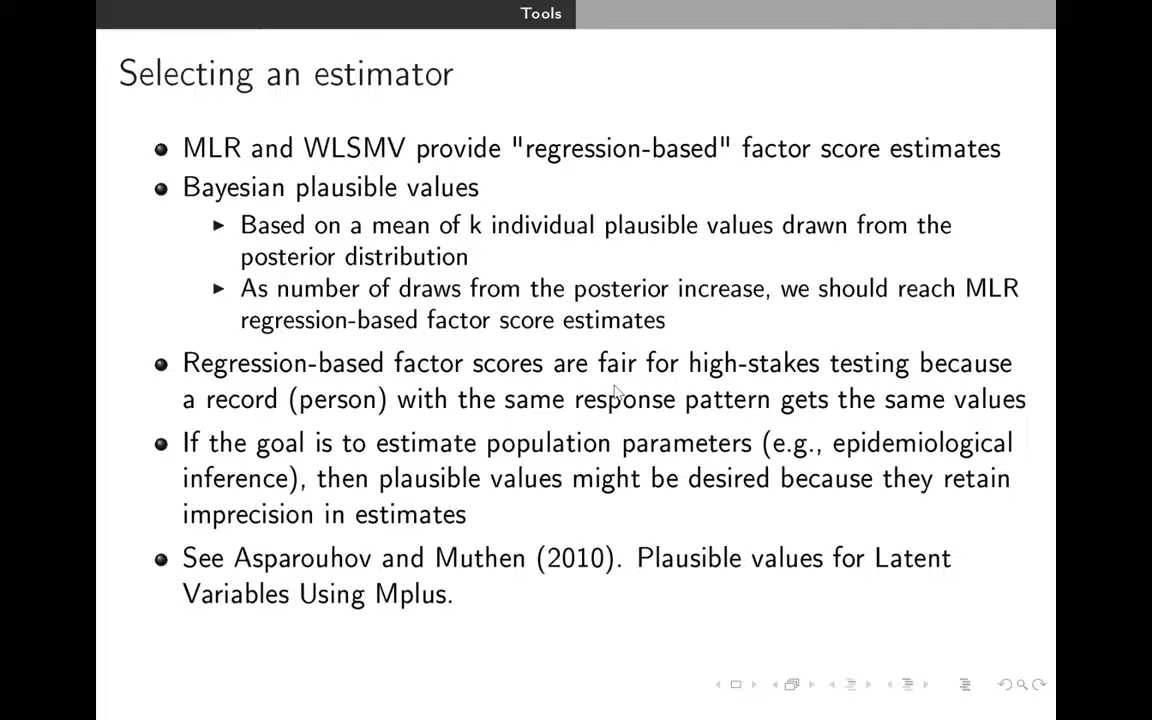 Tools
Selecting an estimator
MLR and WLSMV provide "regression-based" factor score estimates
Bayesian plausible values
Based on a mean of k individual plausible values drawn from the
posterior distribution
As number of draws from the posterior increase, we should reach MLR
regression-based factor score estimates
Regression-based factor scores are fair for high-stakes testing because
a record (person) with the same response pattern gets the same values
If the goal is to estimate population parameters (e.g., epidemiological
inference), then plausible values might be desired because they retain
imprecision in estimates
See Asparouhov and Muthen (2010). Plausible values for Latent
Variables Using Mplus.